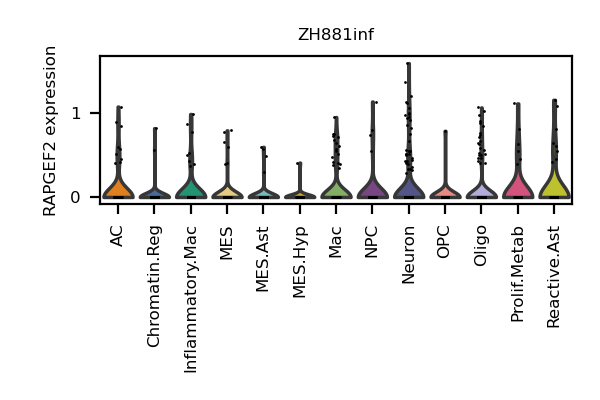 ZH881inf
RAPGEF2 expression
1
0
AC
Chromatin.Reg
Inflammatory.Mac
MES
MES.Ast
MES.Hyp
Mac
NPC
Neuron
OPC
Oligo
Prolif.Metab
Reactive.Ast